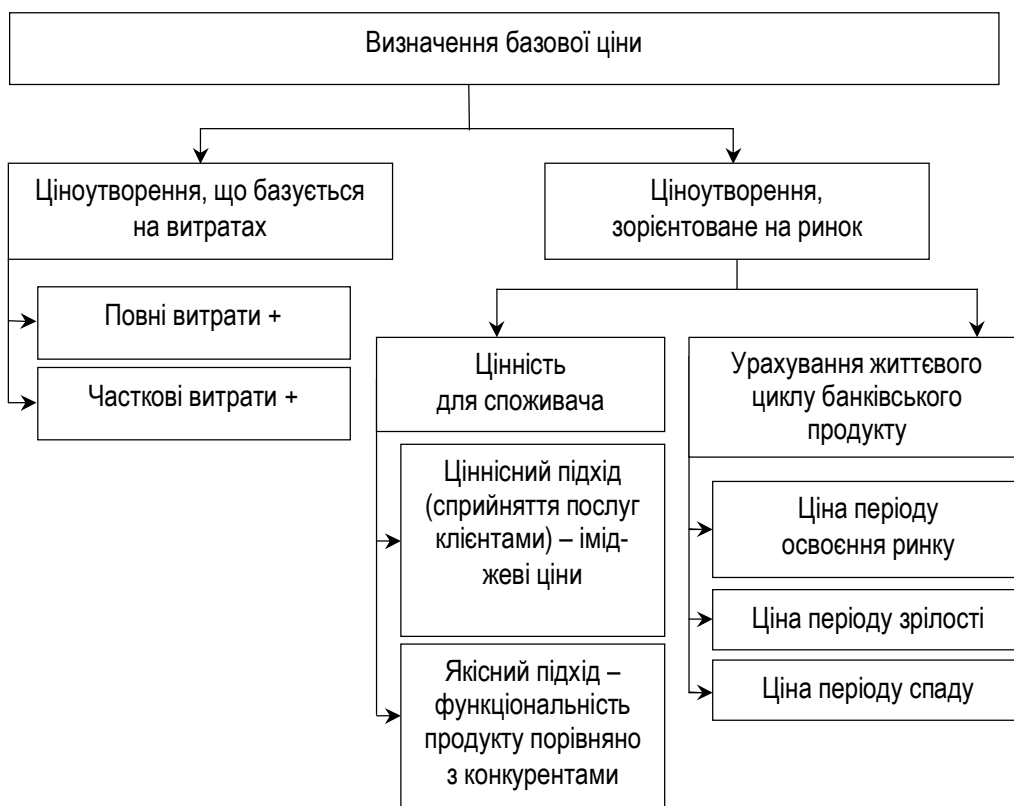 Визначення базової ціни
Ціноутворення, що базується
на витратах
Повні витрати +
Часткові витрати +
Ціноутворення,
зорієнтоване на ринок
Цінність
для споживача
Ціннісний підхід
(сприйняття послуг
клієнтами) – імід-
жеві ціни
Якісний підхід –
функціональність
продукту порівняно
з конкурентами
Урахування життєвого
циклу банківського
продукту
Ціна періоду
освоєння ринку
Ціна періоду зрілості
Ціна періоду спаду